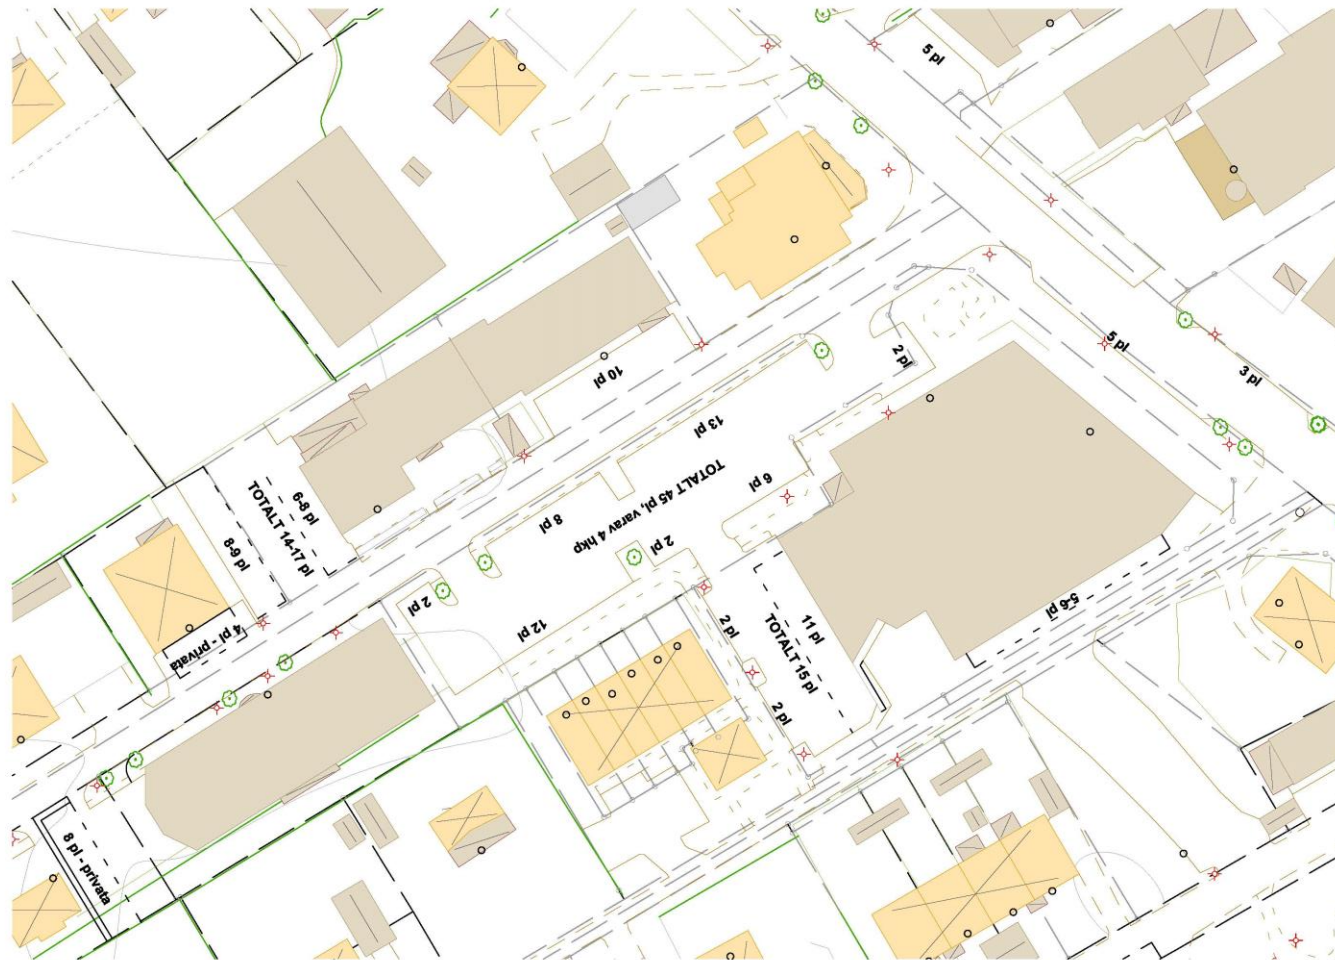 5 pl
5 pl
3 pl
2 pl
10 pl
13 pl
TOTALT 45 pl, varav 4 hkp
6 pl
8 pl
2 pl
6-8 pl
TOTALT 14-17 pl
8-9 pl
4 pl - privata
2 pl
12 pl
2 pl
2 pl
11 pl
TOTALT 15 pl
5-6 pl
8 pl - privata